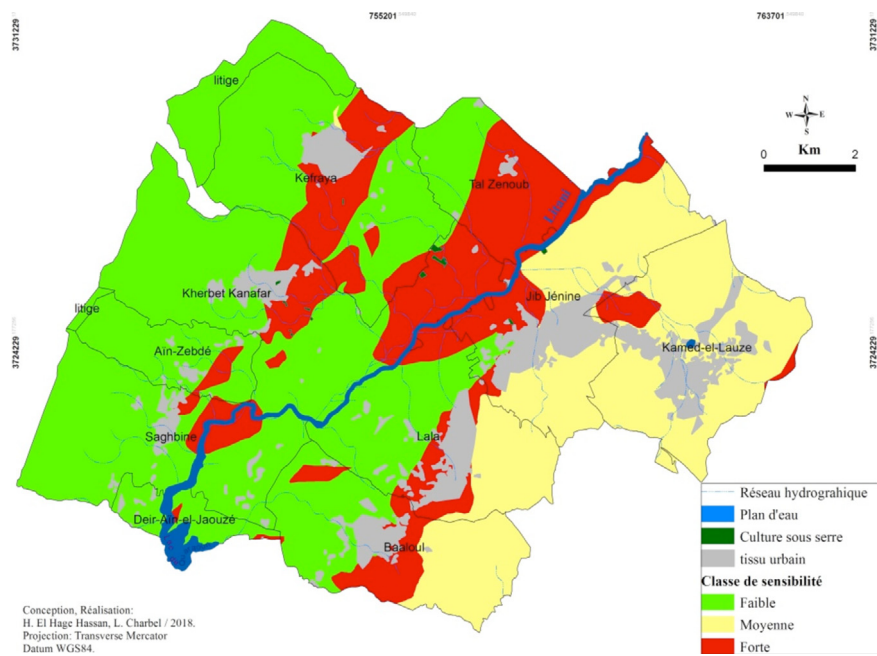 755201
763701
3731229
3731229
litige
N
W E
S
Km
0 2
Kefraya
Tal Zenoub
Litani
Kherbet Kanafar
Jib Jénine
litige
Aïn-Zebdé
Kamed-el-Lauze
3724229
3724229
Saghbine
Lala
Deir-Aïn-el-Jaouzé
Baaloul
Réseau hydrograhique
Plan d'eau
Culture sous serre
tissu urbain
Classe de sensibilité
Faible
Moyenne
Forte
Conception, Réalisation:
H. El Hage Hassan, L. Charbel / 2018.
Projection: Transverse Mercator
Datum WGS84.